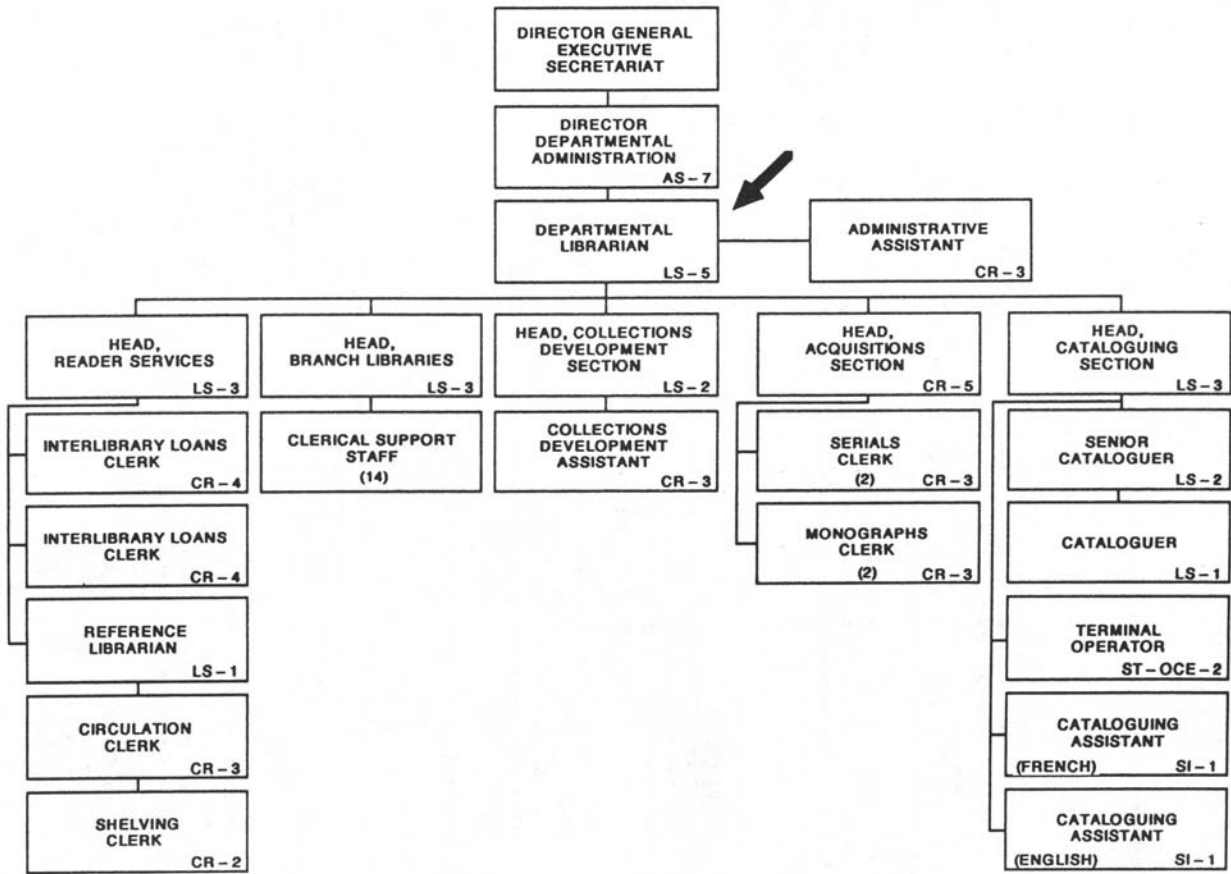 DIRECTOR GENERAL
EXECUTIVE
SECRETARIAT
DIRECTOR
DEPARTMENTAL
ADMINISTRATION
AS – 7
DEPARTMENTAL
LIBRARIAN
LS – 5
ADMINISTRATIVE
ASSISTANT
CR – 3
HEAD,
READER SERVICES
LS – 3
HEAD,
BRANCH LIBRARIES
LS – 3
HEAD, COLLECTIONS
DEVELOPMENT
SECTION
LS – 2
HEAD,
ACQUISITIONS
SECTION
CR – 5
HEAD,
CATALOGUING
SECTION
LS – 3
INTERLIBRARY LOANS
CLERK
CR – 4
INTERLIBRARY LOANS
CLERK
CR – 4
REFERENCE
LIBRARIAN
LS – 1
CIRCULATION
CLERK
CR – 3
SHELVING
CLERK
CR – 2
CLERICAL SUPPORT
STAFF
(14)
COLLECTIONS
DEVELOPMENT
ASSISTANT
CR – 3
SERIALS
CLERK
(2) CR – 3
MONOGRAPHS
CLERK
(2) CR – 3
SENIOR
CATALOGUER
LS – 2
CATALOGUER
LS – 1
TERMINAL
OPERATOR
ST – OCE – 2
CATALOGUING
ASSISTANT
(FRENCH) SI – 1
CATALOGUING
ASSISTANT
(ENGLISH) SI – 1